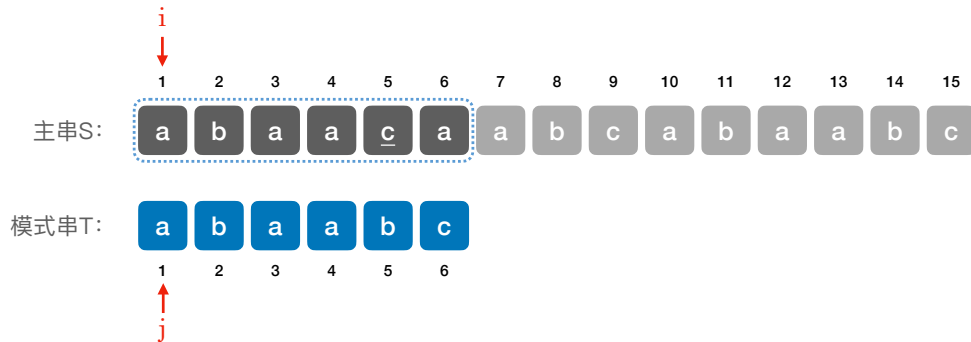 i
1 2 3 4 5 6 7 8 9 10 11 12 13 14 15
主串S: a b a a c a a b c a b a a b c
模式串T: a b a a b c
1 2 3 4 5 6
j